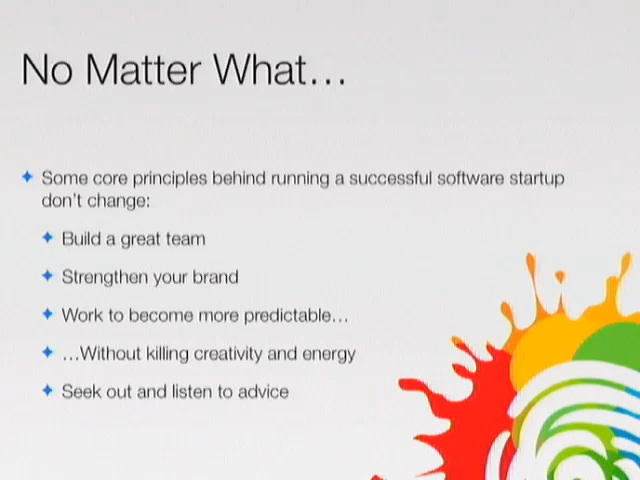 No Matter What…
Some core principles behind running a successful software startup
don't change:
Build a great team
Strengthen your brand
Work to become more predictable…
…Without killing creativity and energy
Seek out and listen to advice